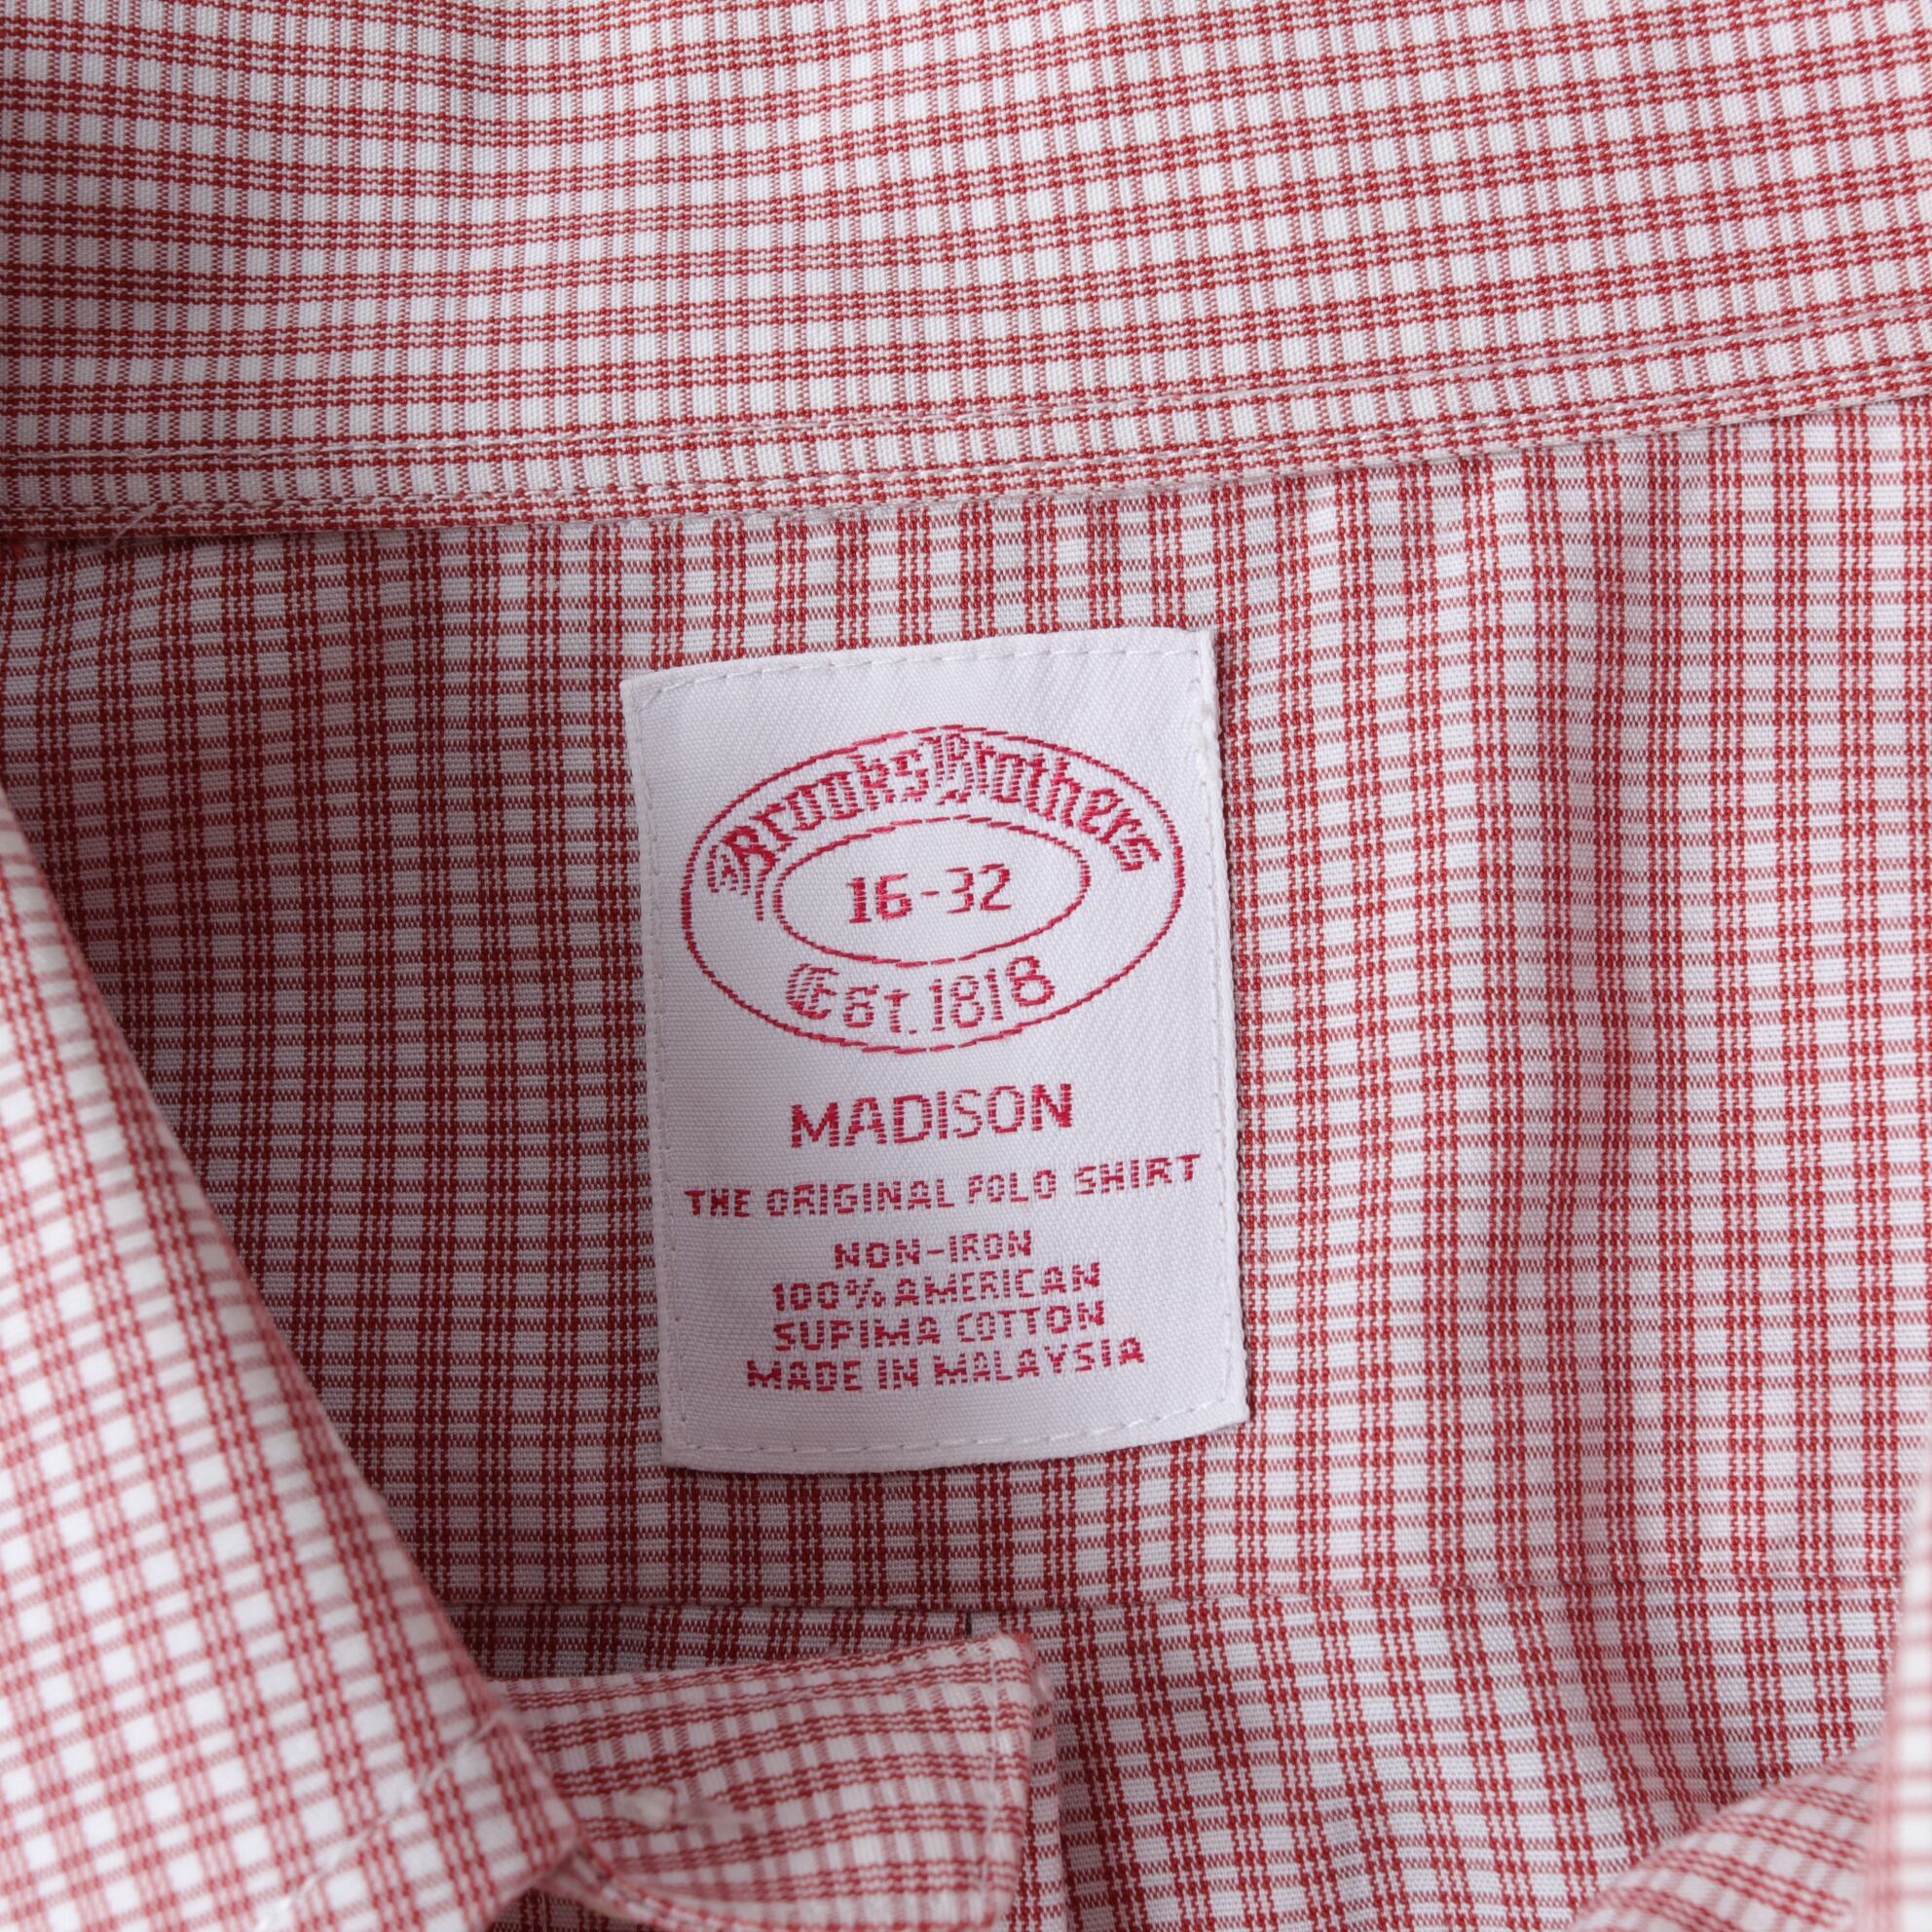 Brooks Brothers
16-32
Est. 1818
MADISON
THE ORIGINAL POLO SHIRT
NON-IRON
100% AMERICAN
SUPIMA COTTON
MADE IN MALAYSIA